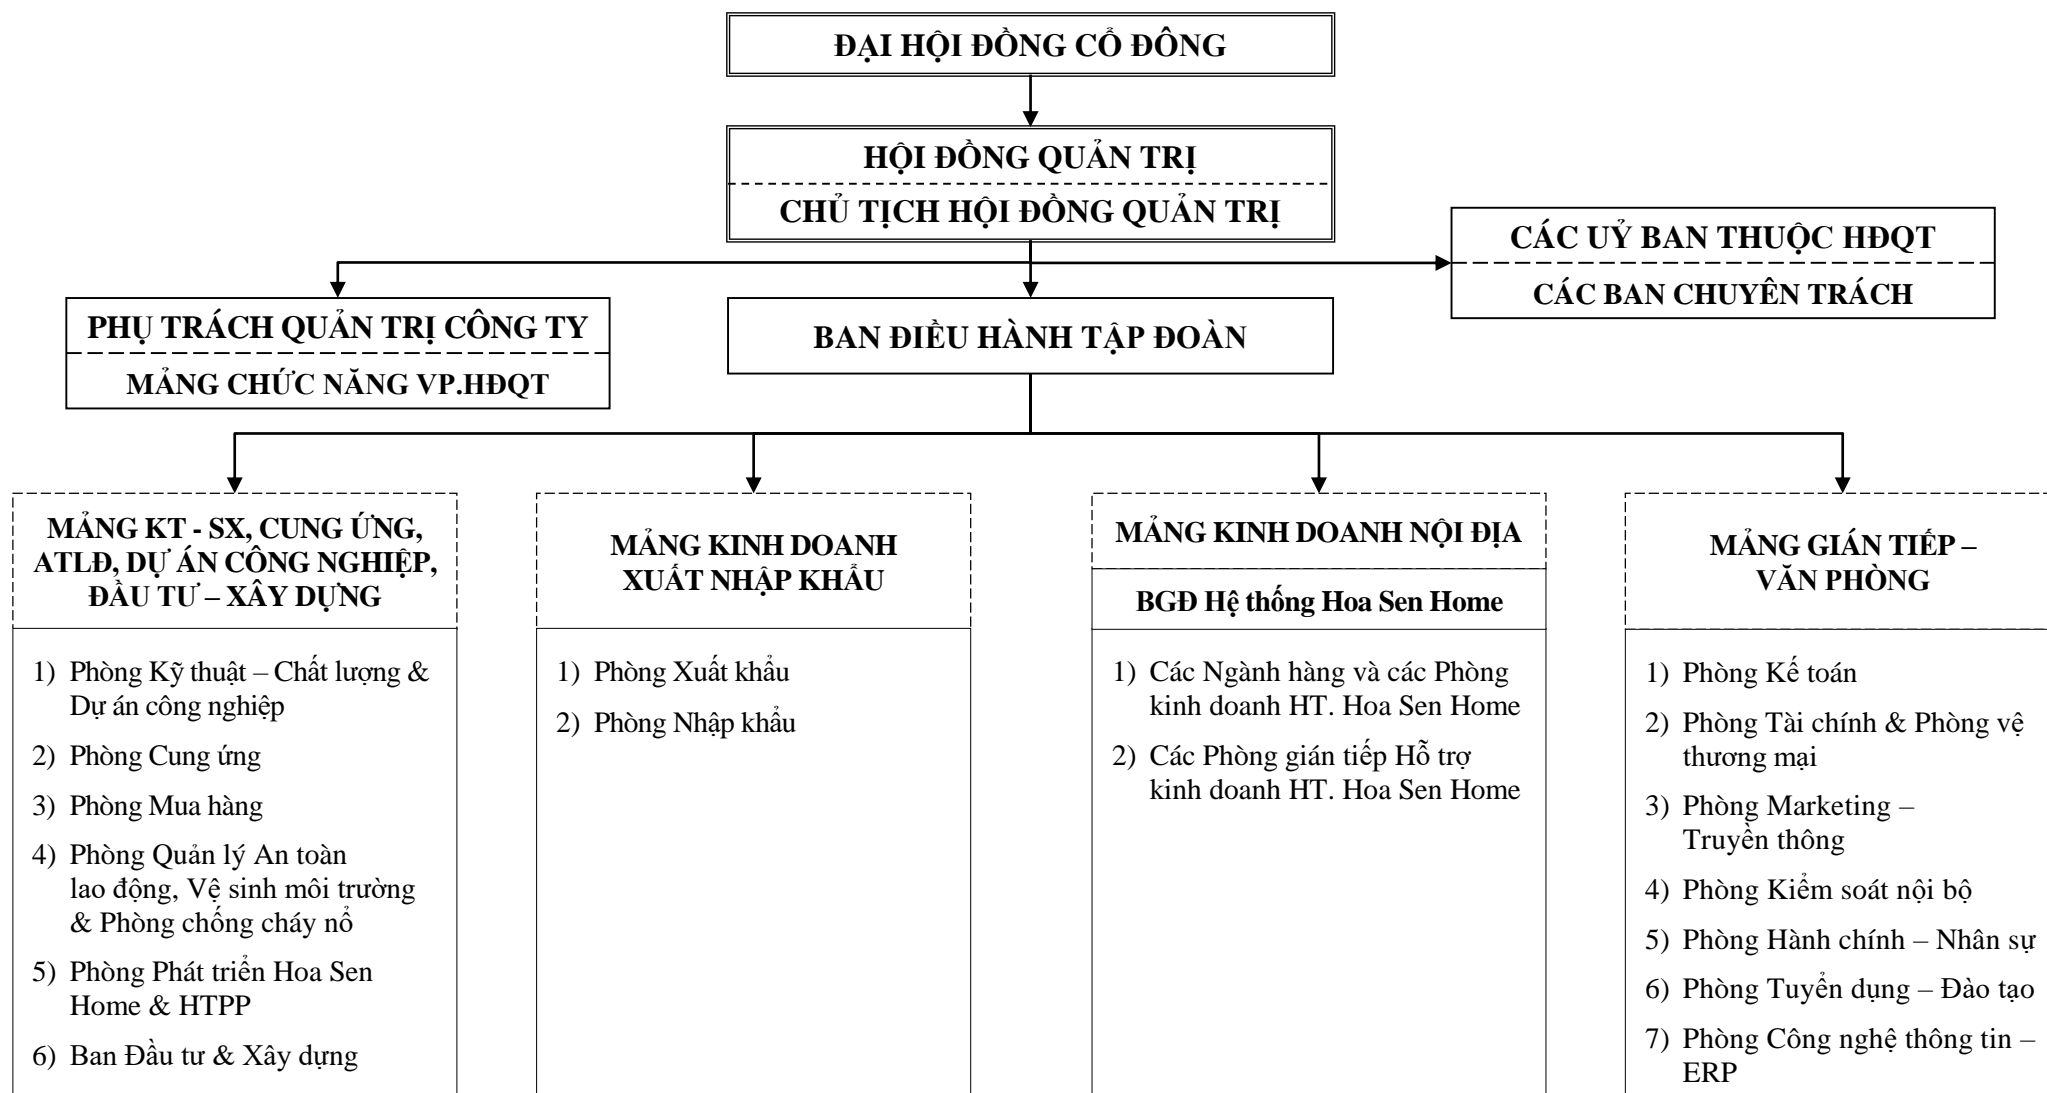 ĐẠI HỘI ĐỒNG CỔ ĐÔNG
HỘI ĐỒNG QUẢN TRỊ
CHỦ TỊCH HỘI ĐỒNG QUẢN TRỊ
CÁC UỶ BAN THUỘC HĐQT
CÁC BAN CHUYÊN TRÁCH
PHỤ TRÁCH QUẢN TRỊ CÔNG TY
MẢNG CHỨC NĂNG VP.HĐQT
BAN ĐIỀU HÀNH TẬP ĐOÀN
MẢNG KT - SX, CUNG ỨNG,
ATLĐ, DỰ ÁN CÔNG NGHIỆP,
ĐẦU TƯ – XÂY DỰNG
1) Phòng Kỹ thuật – Chất lượng &
Dự án công nghiệp
2) Phòng Cung ứng
3) Phòng Mua hàng
4) Phòng Quản lý An toàn
lao động, Vệ sinh môi trường
& Phòng chống cháy nổ
5) Phòng Phát triển Hoa Sen
Home & HTPP
6) Ban Đầu tư & Xây dựng
MẢNG KINH DOANH
XUẤT NHẬP KHẨU
1) Phòng Xuất khẩu
2) Phòng Nhập khẩu
MẢNG KINH DOANH NỘI ĐỊA
BGĐ Hệ thống Hoa Sen Home
1) Các Ngành hàng và các Phòng
kinh doanh HT. Hoa Sen Home
2) Các Phòng gián tiếp Hỗ trợ
kinh doanh HT. Hoa Sen Home
MẢNG GIÁN TIẾP –
VĂN PHÒNG
1) Phòng Kế toán
2) Phòng Tài chính & Phòng vệ
thương mại
3) Phòng Marketing –
Truyền thông
4) Phòng Kiểm soát nội bộ
5) Phòng Hành chính – Nhân sự
6) Phòng Tuyển dụng – Đào tạo
7) Phòng Công nghệ thông tin –
ERP